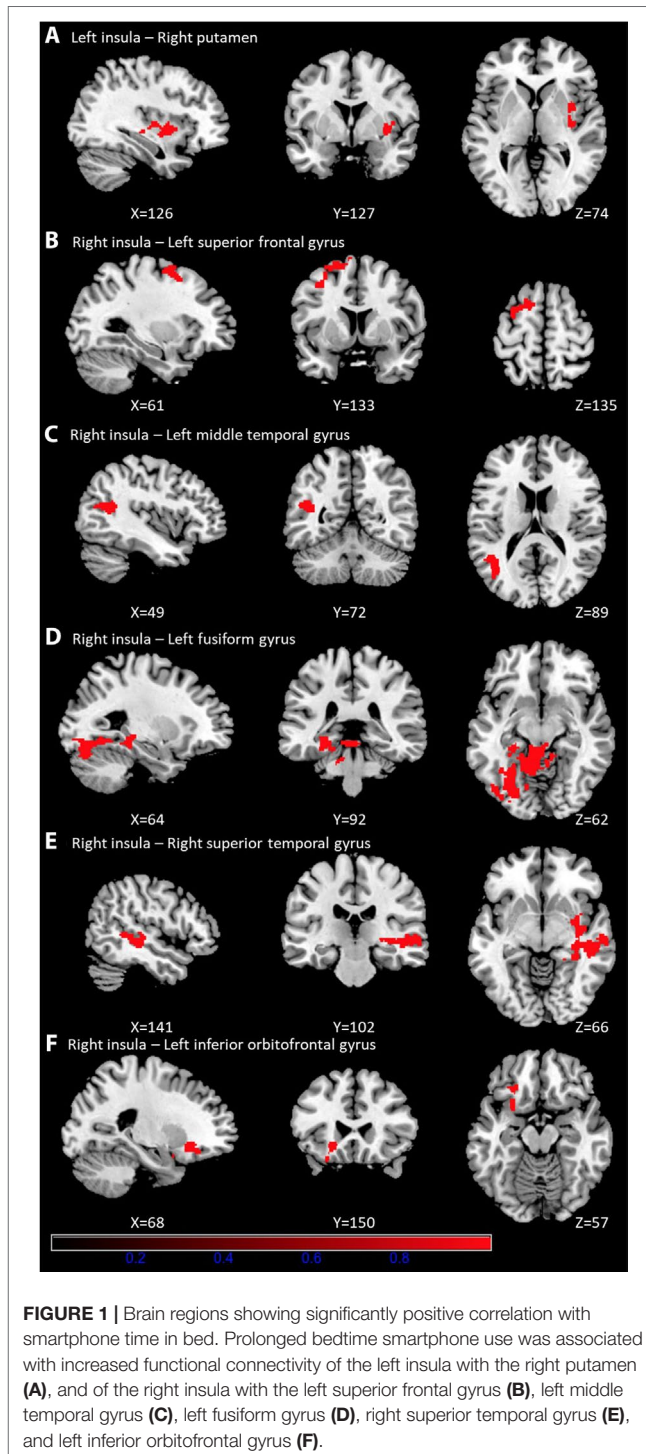 A Left insula – Right putamen
X=126 Y=127 Z=74
B Right insula – Left superior frontal gyrus
X=61 Y=133 Z=135
C Right insula – Left middle temporal gyrus
X=49 Y=72 Z=89
D Right insula – Left fusiform gyrus
X=64 Y=92 Z=62
E Right insula – Right superior temporal gyrus
X=141 Y=102 Z=66
F Right insula – Left inferior orbitofrontal gyrus
X=68 Y=150 Z=57
0.2 0.4 0.6 0.8
FIGURE 1 | Brain regions showing significantly positive correlation with
smartphone time in bed. Prolonged bedtime smartphone use was associated
with increased functional connectivity of the left insula with the right putamen
(A), and of the right insula with the left superior frontal gyrus (B), left middle
temporal gyrus (C), left fusiform gyrus (D), right superior temporal gyrus (E),
and left inferior orbitofrontal gyrus (F).